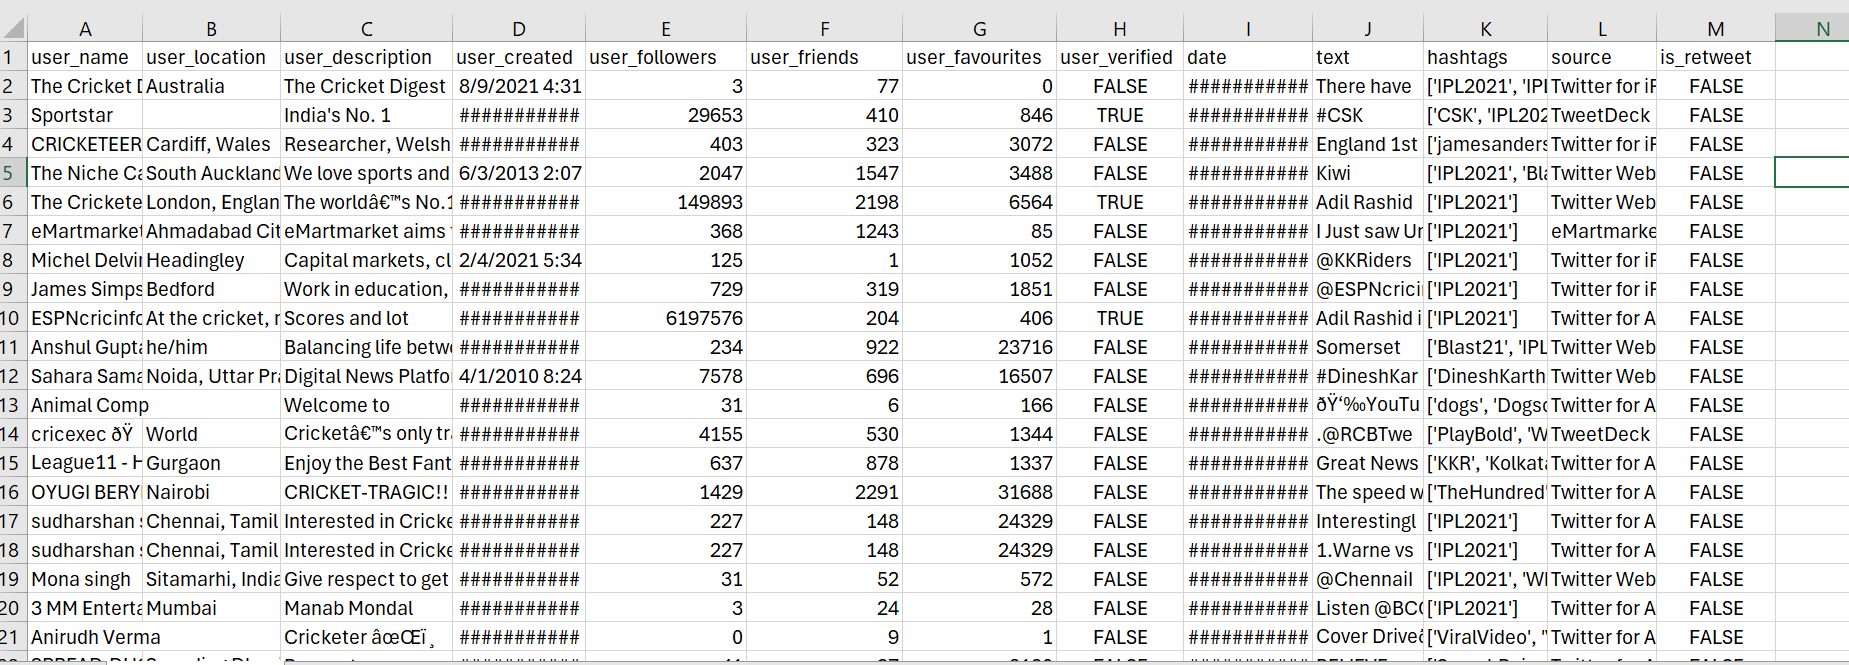 A B C D E F G H I J K L M N
1 user_name user_location user_description user_created user_followers user_friends user_favourites user_verified date text hashtags source is_retweet
2 The Cricket D Australia The Cricket Digest 8/9/2021 4:31 3 77 0 FALSE ########### There have ['IPL2021', 'IPI Twitter for iF FALSE
3 Sportstar India's No. 1 ########### 29653 410 846 TRUE ########### #CSK ['CSK', 'IPL202 TweetDeck FALSE
4 CRICKETEER Cardiff, Wales Researcher, Welsh ########### 403 323 3072 FALSE ########### England 1st ['jamesanders Twitter for iF FALSE
5 The Niche Ca South Auckland We love sports and 6/3/2013 2:07 2047 1547 3488 FALSE ########### Kiwi ['IPL2021', 'Bla Twitter Web FALSE
6 The Crickete London, Englan The worldâ€™s No.1 ########### 149893 2198 6564 TRUE ########### Adil Rashid ['IPL2021'] Twitter Web FALSE
7 eMartmarket Ahmadabad Cit eMartmarket aims ########### 368 1243 85 FALSE ########### I Just saw Ur ['IPL2021'] eMartmarke FALSE
8 Michel Delvin Headingley Capital markets, cl 2/4/2021 5:34 125 1 1052 FALSE ########### @KKRiders ['IPL2021'] Twitter for iF FALSE
9 James Simps Bedford Work in education, ########### 729 319 1851 FALSE ########### @ESPNcrici ['IPL2021'] Twitter for iF FALSE
10 ESPNcricinfo At the cricket, r Scores and lot ########### 6197576 204 406 TRUE ########### Adil Rashid i ['IPL2021'] Twitter for A FALSE
11 Anshul Gupta he/him Balancing life betw ########### 234 922 23716 FALSE ########### Somerset ['Blast21', 'IPL Twitter Web FALSE
12 Sahara Sama Noida, Uttar Pra Digital News Platfo 4/1/2010 8:24 7578 696 16507 FALSE ########### #DineshKar ['DineshKarth Twitter Web FALSE
13 Animal Comp Welcome to ########### 31 6 166 FALSE ########### ðŸ‘‰YouTu ['dogs', 'Dogso Twitter for A FALSE
14 cricexec ðŸ World Cricketâ€™s only tra ########### 4155 530 1344 FALSE ########### .@RCBTwe ['PlayBold', 'W TweetDeck FALSE
15 League11 - H Gurgaon Enjoy the Best Fant ########### 637 878 1337 FALSE ########### Great News ['KKR', 'Kolkata Twitter for A FALSE
16 OYUGI BERY Nairobi CRICKET-TRAGIC!! ########### 1429 2291 31688 FALSE ########### The speed w ['TheHundred' Twitter for A FALSE
17 sudharshan s Chennai, Tamil Interested in Cricke ########### 227 148 24329 FALSE ########### Interestingl ['IPL2021'] Twitter for A FALSE
18 sudharshan s Chennai, Tamil Interested in Cricke ########### 227 148 24329 FALSE ########### 1.Warne vs ['IPL2021'] Twitter for A FALSE
19 Mona singh Sitamarhi, India Give respect to get ########### 31 52 572 FALSE ########### @ChennaiI ['IPL2021', 'WI Twitter Web FALSE
20 3 MM Enterta Mumbai Manab Mondal ########### 3 24 28 FALSE ########### Listen @BCC ['IPL2021'] Twitter for A FALSE
21 Anirudh Verma Cricketer âœŒï¸ ########### 0 9 1 FALSE ########### Cover Driveð ['ViralVideo', " Twitter for A FALSE